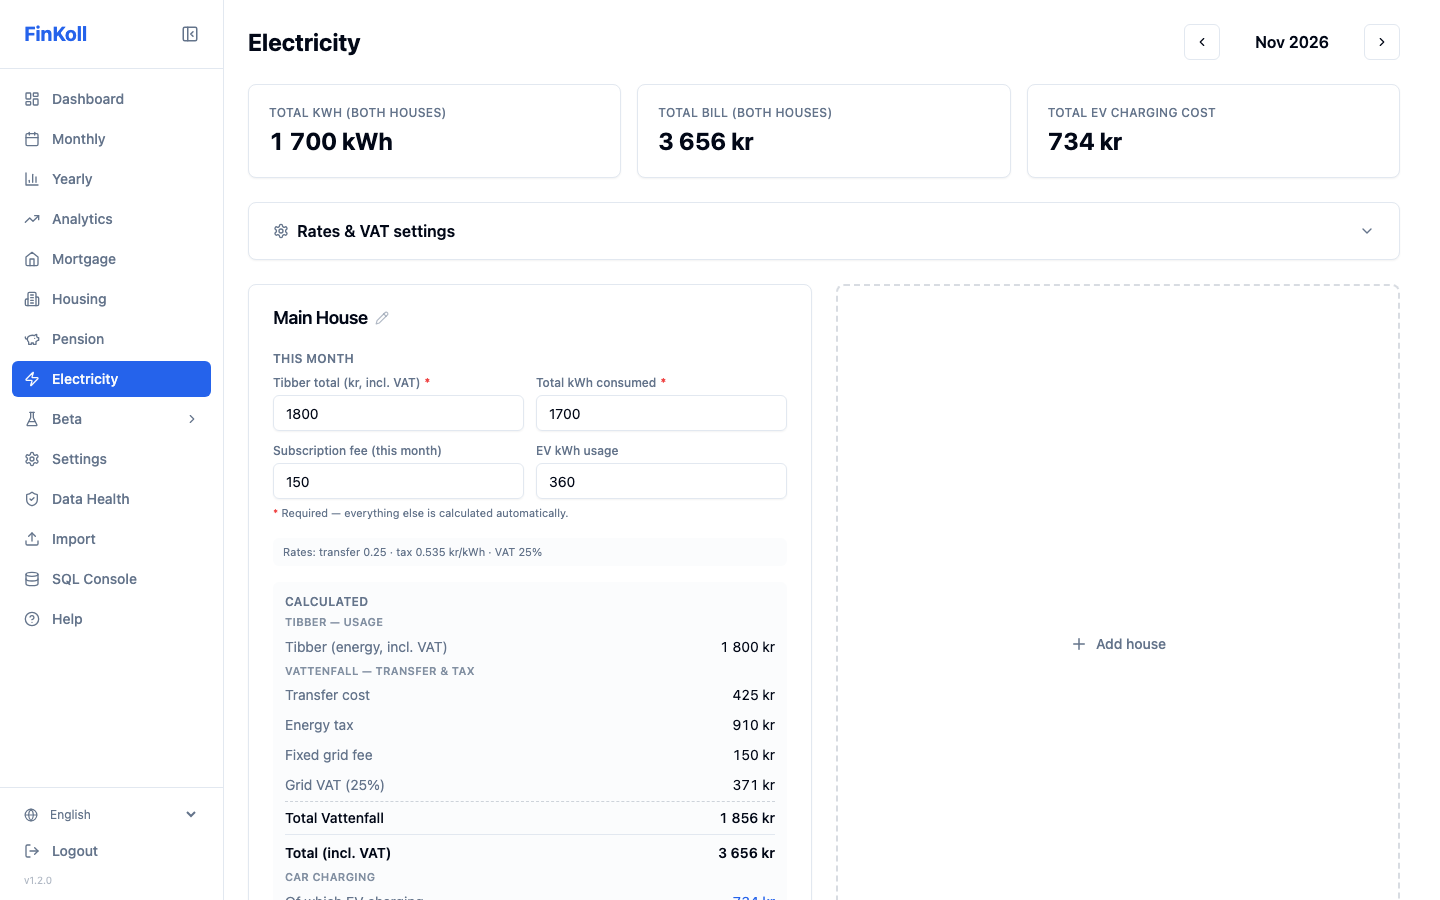 FinKoll
Dashboard
Monthly
Yearly
Analytics
Mortgage
Housing
Pension
Electricity
Beta
Settings
Data Health
Import
SQL Console
Help
English
Logout
v1.2.0
Electricity
Nov 2026
TOTAL KWH (BOTH HOUSES)
1 700 kWh
TOTAL BILL (BOTH HOUSES)
3 656 kr
TOTAL EV CHARGING COST
734 kr
Rates & VAT settings
Main House
THIS MONTH
Tibber total (kr, incl. VAT) *
1800
Total kWh consumed *
1700
Subscription fee (this month)
150
EV kWh usage
360
* Required — everything else is calculated automatically.
Rates: transfer 0.25 · tax 0.535 kr/kWh · VAT 25%
CALCULATED
TIBBER — USAGE
Tibber (energy, incl. VAT) 1 800 kr
VATTENFALL — TRANSFER & TAX
Transfer cost 425 kr
Energy tax 910 kr
Fixed grid fee 150 kr
Grid VAT (25%) 371 kr
Total Vattenfall 1 856 kr
Total (incl. VAT) 3 656 kr
CAR CHARGING
Of which EV charging 734 kr
Add house